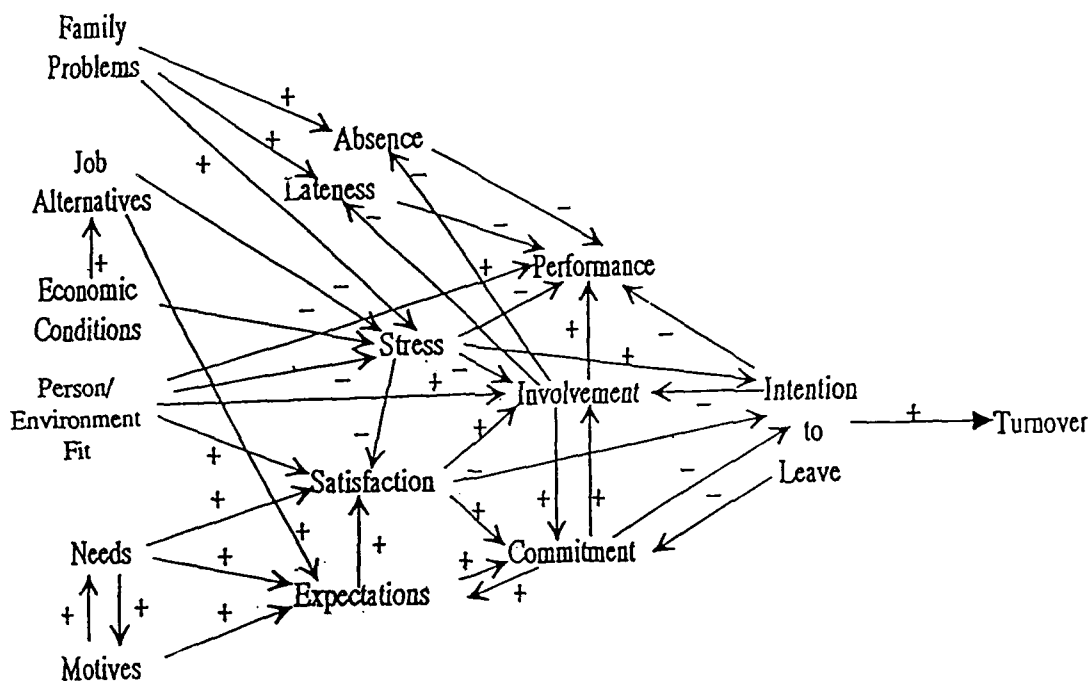 Family
Problems
+
+
Absence
+
Job
Alternatives
Lateness
-
-
-
-
+
Economic
Conditions
+
Performance
-
-
-
Stress
+
+
-
Person/
Environment
Fit
-
+
-
Involvement
Intention
to
Leave
-
+
Turnover
-
+
+
-
Satisfaction
-
+
+
+
+
-
-
Needs
+
+
+
+
Commitment
+
+
+
Expectations
+
+
Motives